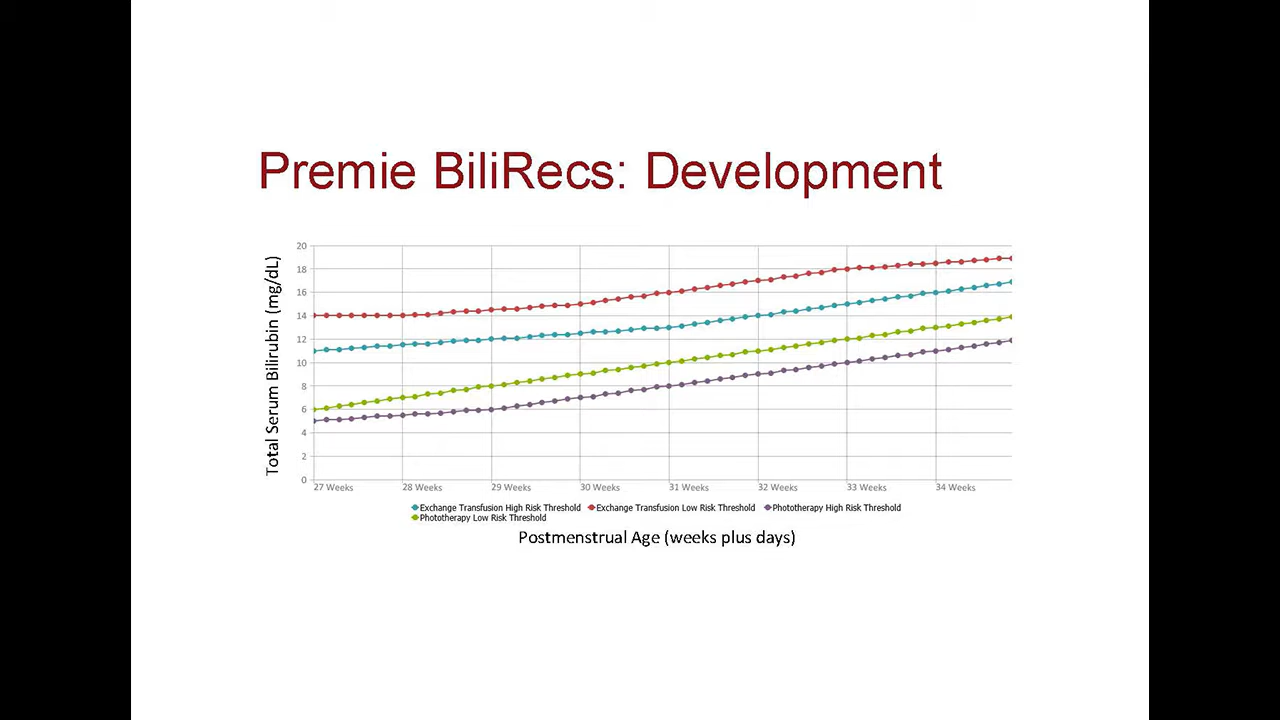 Premie BiliRecs: Development
Total Serum Bilirubin (mg/dL)
20
18
16
14
12
10
8
6
4
2
0
27 Weeks 28 Weeks 29 Weeks 30 Weeks 31 Weeks 32 Weeks 33 Weeks 34 Weeks
Exchange Transfusion High Risk Threshold Exchange Transfusion Low Risk Threshold Phototherapy High Risk Threshold
Phototherapy Low Risk Threshold
Postmenstrual Age (weeks plus days)